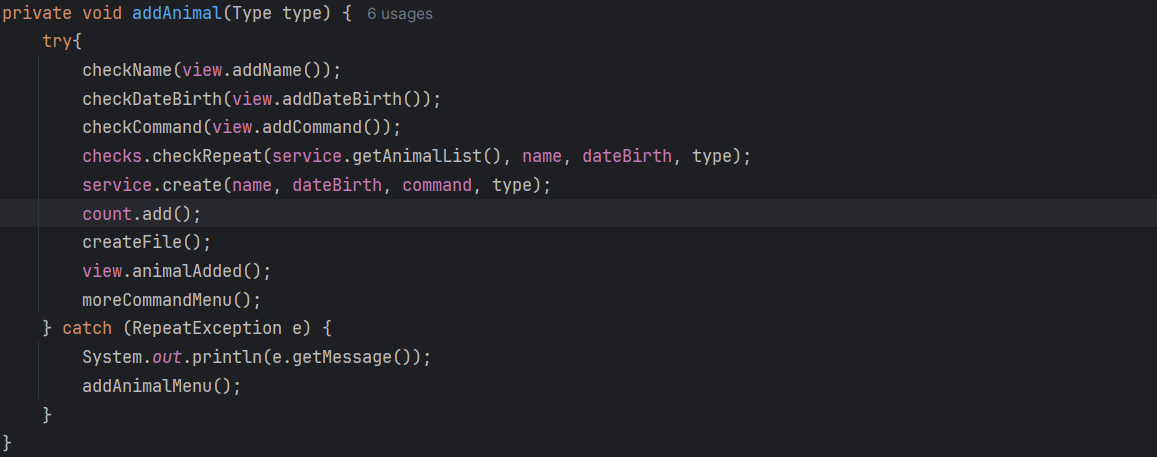 private void addAnimal(Type type) { 6 usages
try{
checkName(view.addName());
checkDateBirth(view.addDateBirth());
checkCommand(view.addCommand());
checks.checkRepeat(service.getAnimalList(), name, dateBirth, type);
service.create(name, dateBirth, command, type);
count.add();
createFile();
view.animalAdded();
moreCommandMenu();
} catch (RepeatException e) {
System.out.println(e.getMessage());
addAnimalMenu();
}
}